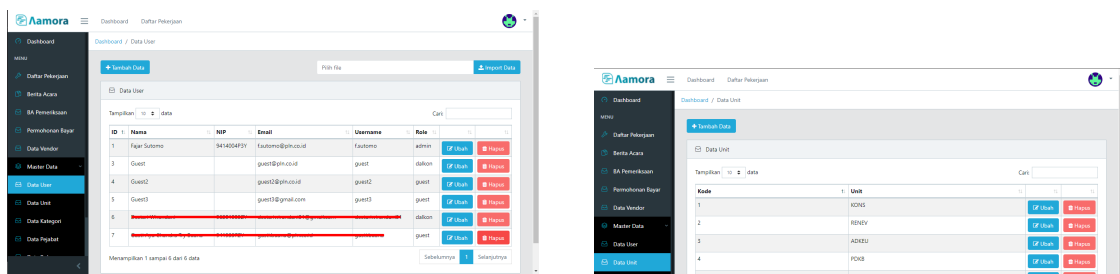 Aamora Dashboard Daftar Pekerjaan
Dashboard
MENU
Daftar Pekerjaan
Berita Acara
BA Pemeriksaan
Permohonan Bayar
Data Vendor
Master Data
Data User
Data Unit
Data Kategori
Data Pejabat
Dashboard / Data User
+ Tambah Data Pilih file Import Data
Data User
Tampilkan 10 data Cari
ID Nama NIP Email Username Role
1 Fajar Sutomo 9414004P3Y f.sutomo@pln.co.id f.sutomo admin Ubah Hapus
3 Guest guest@pln.co.id guest dalkon Ubah Hapus
4 Guest2 guest2@pln.co.id guest2 guest Ubah Hapus
5 Guest3 guest3@gmail.com guest3 guest Ubah Hapus
6 dalkon Ubah Hapus
7 guest Ubah Hapus
Menampilkan 1 sampai 6 dari 6 data Sebelumnya 1 Selanjutnya
Aamora Dashboard Daftar Pekerjaan
Dashboard
MENU
Daftar Pekerjaan
Berita Acara
BA Pemeriksaan
Permohonan Bayar
Data Vendor
Master Data
Data User
Data Unit
Dashboard / Data Unit
+ Tambah Data
Data Unit
Tampilkan 10 data Cari
Kode Unit
1 KONS Ubah Hapus
2 RENEV Ubah Hapus
3 ADKEU Ubah Hapus
4 PDKB Ubah Hapus